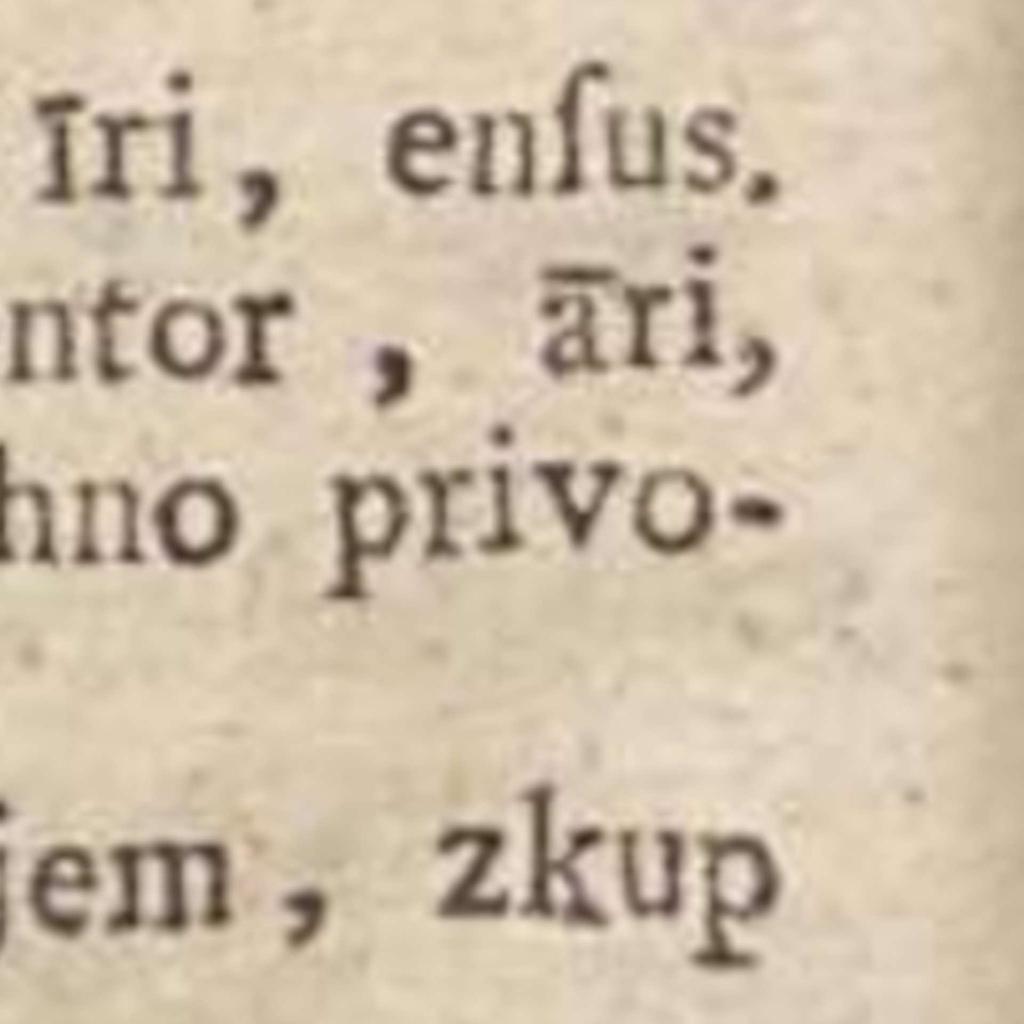 īri, enſus.
ntor, āri,
hno privo-
jem, zkup